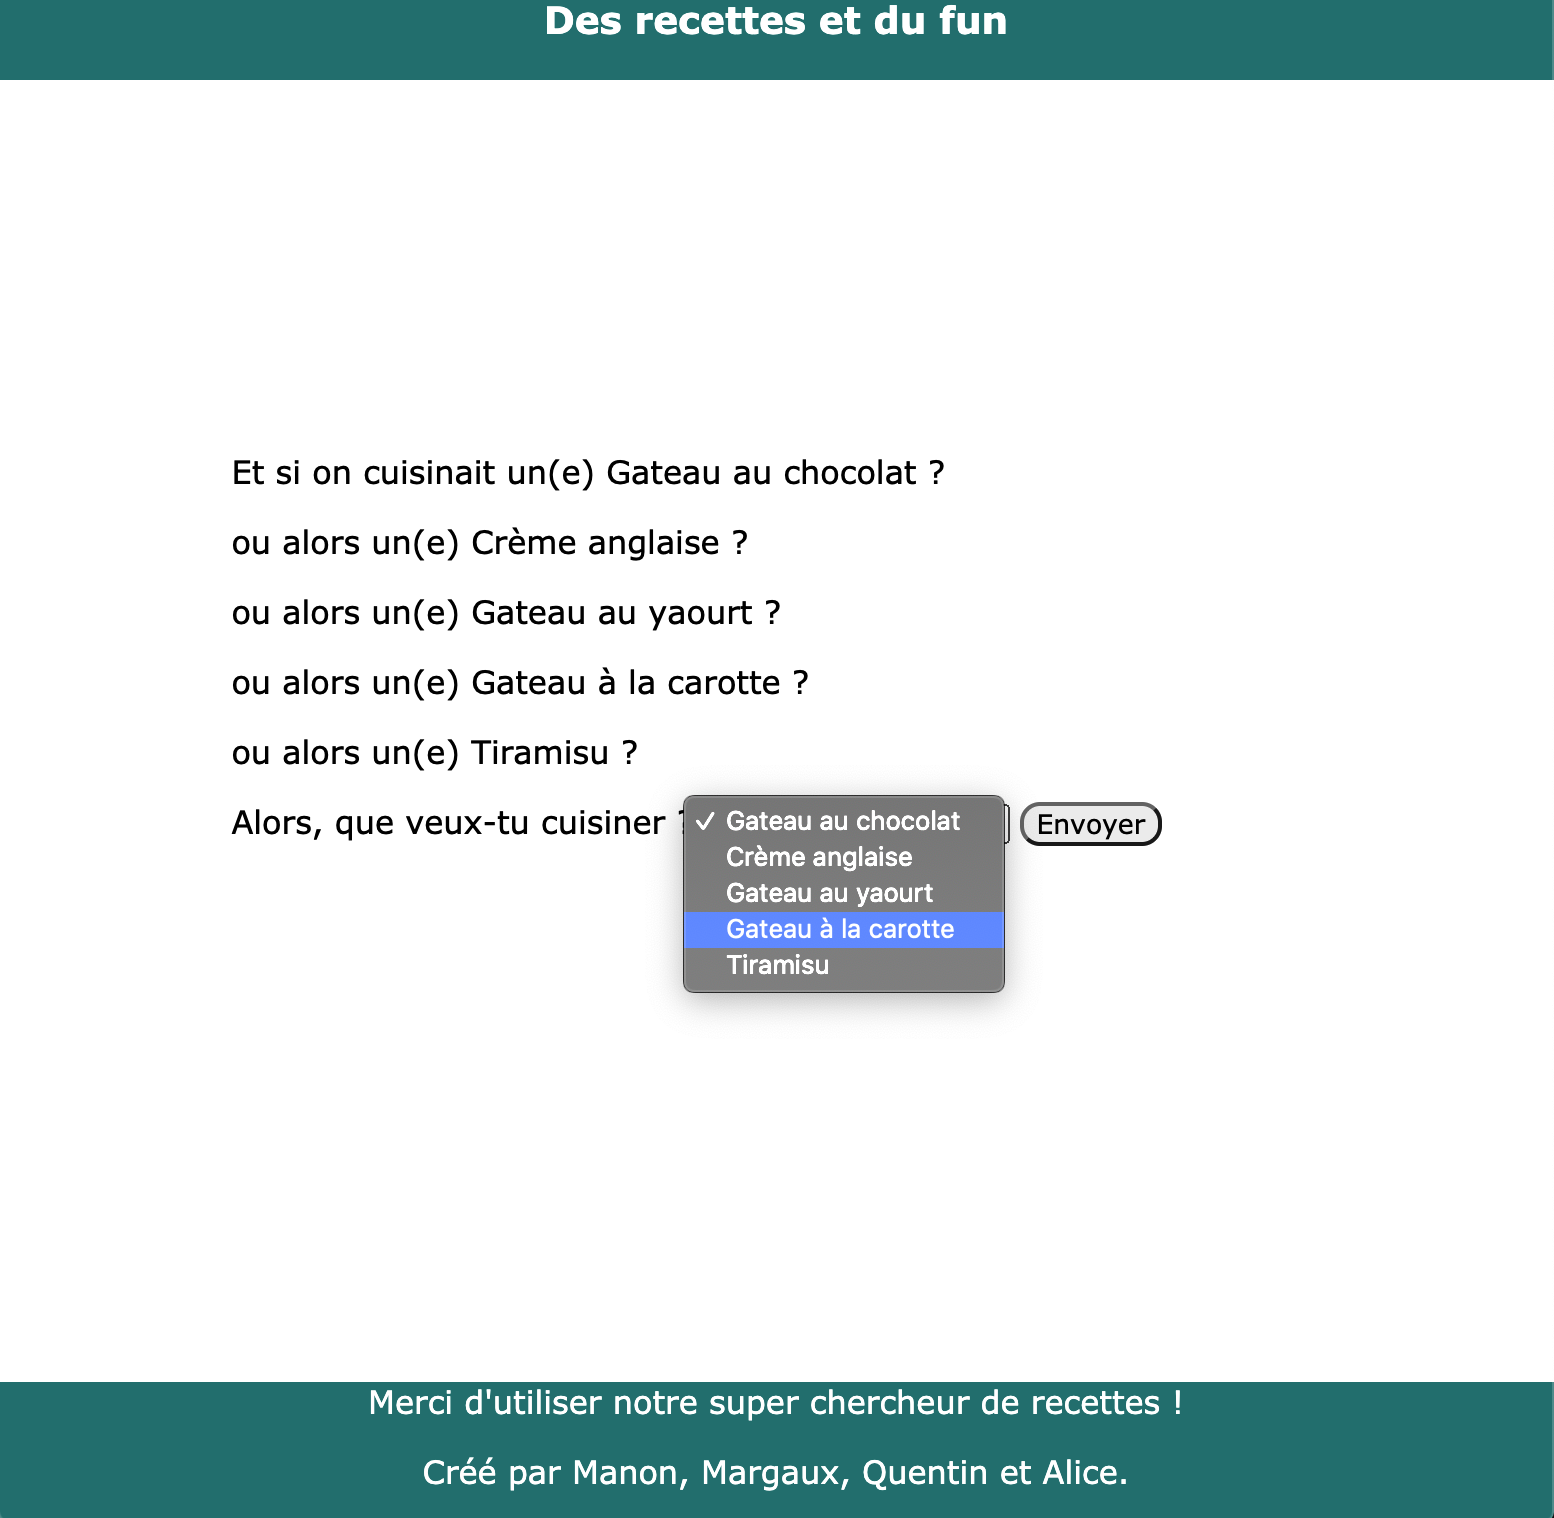 Des recettes et du fun
Et si on cuisinait un(e) Gateau au chocolat ?
ou alors un(e) Crème anglaise ?
ou alors un(e) Gateau au yaourt ?
ou alors un(e) Gateau à la carotte ?
ou alors un(e) Tiramisu ?
Alors, que veux-tu cuisiner ? ✓ Gateau au chocolat Envoyer
Crème anglaise
Gateau au yaourt
Gateau à la carotte
Tiramisu
Merci d'utiliser notre super chercheur de recettes !
Créé par Manon, Margaux, Quentin et Alice.